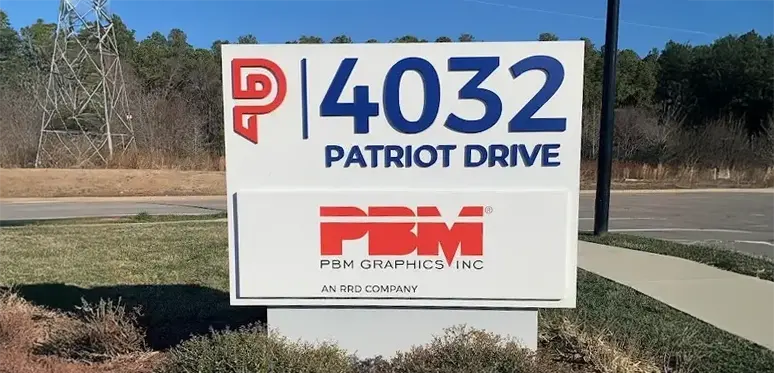 4032
PATRIOT DRIVE
PBM®
PBM GRAPHICS INC
AN RRD COMPANY